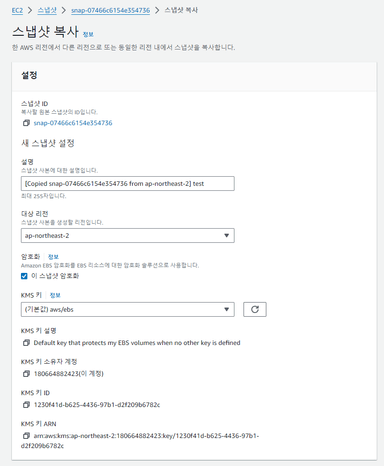 EC2 > 스냅샷 > snap-07466c6154e354736 > 스냅샷 복사
스냅샷 복사 정보
한 AWS 리전에서 다른 리전으로 또는 동일한 리전 내에서 스냅샷을 복사합니다.
설정
스냅샷 ID
복사할 원본 스냅샷의 ID입니다.
snap-07466c6154e354736
새 스냅샷 설정
설명
스냅샷 사본에 대한 설명입니다.
[Copied snap-07466c6154e354736 from ap-northeast-2] test
최대 255자입니다.
대상 리전
스냅샷 사본을 생성할 리전입니다.
ap-northeast-2
암호화 정보
Amazon EBS 암호화를 EBS 리소스에 대한 암호화 솔루션으로 사용합니다.
이 스냅샷 암호화
KMS 키 정보
(기본값) aws/ebs
KMS 키 설명
Default key that protects my EBS volumes when no other key is defined
KMS 키 소유자 계정
180664882423(이 계정)
KMS 키 ID
1230f41d-b625-4436-97b1-d2f209b6782c
KMS 키 ARN
arn:aws:kms:ap-northeast-2:180664882423:key/1230f41d-b625-4436-97b1-
d2f209b6782c